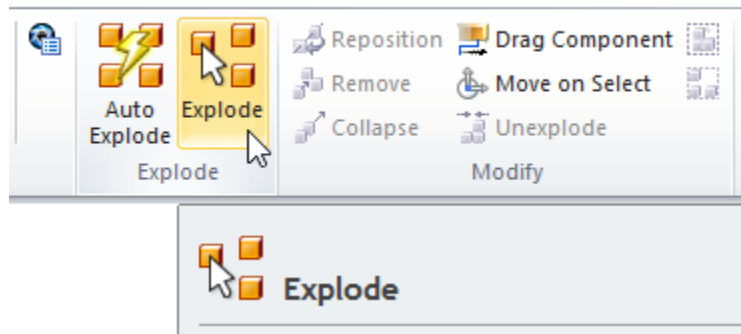 Auto Explode
Explode
Explode
Reposition
Remove
Collapse
Drag Component
Move on Select
Unexplode
Modify
Explode